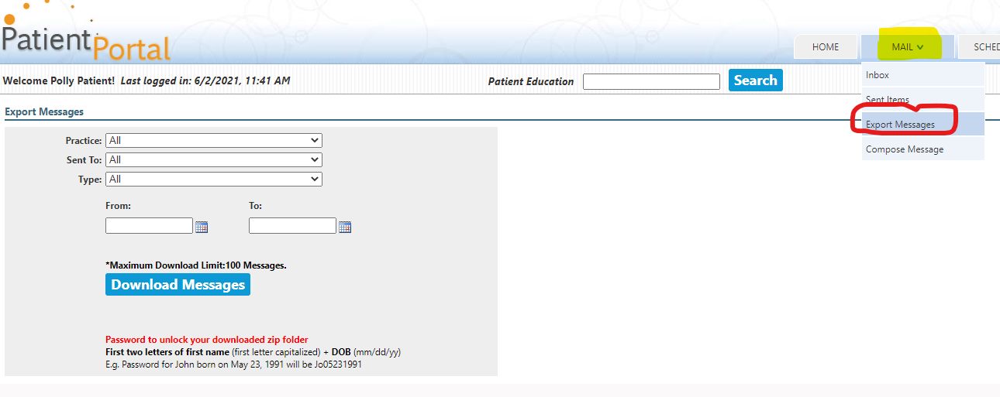 PatientPortal
HOME
MAIL
SCHED
Welcome Polly Patient! Last logged in: 6/2/2021, 11:41 AM
Patient Education
Search
Inbox
Sent Items
Export Messages
Compose Message
Export Messages
Practice: All
Sent To: All
Type: All
From: To:
*Maximum Download Limit:100 Messages.
Download Messages
Password to unlock your downloaded zip folder
First two letters of first name (first letter capitalized) + DOB (mm/dd/yy)
E.g. Password for John born on May 23, 1991 will be Jo05231991